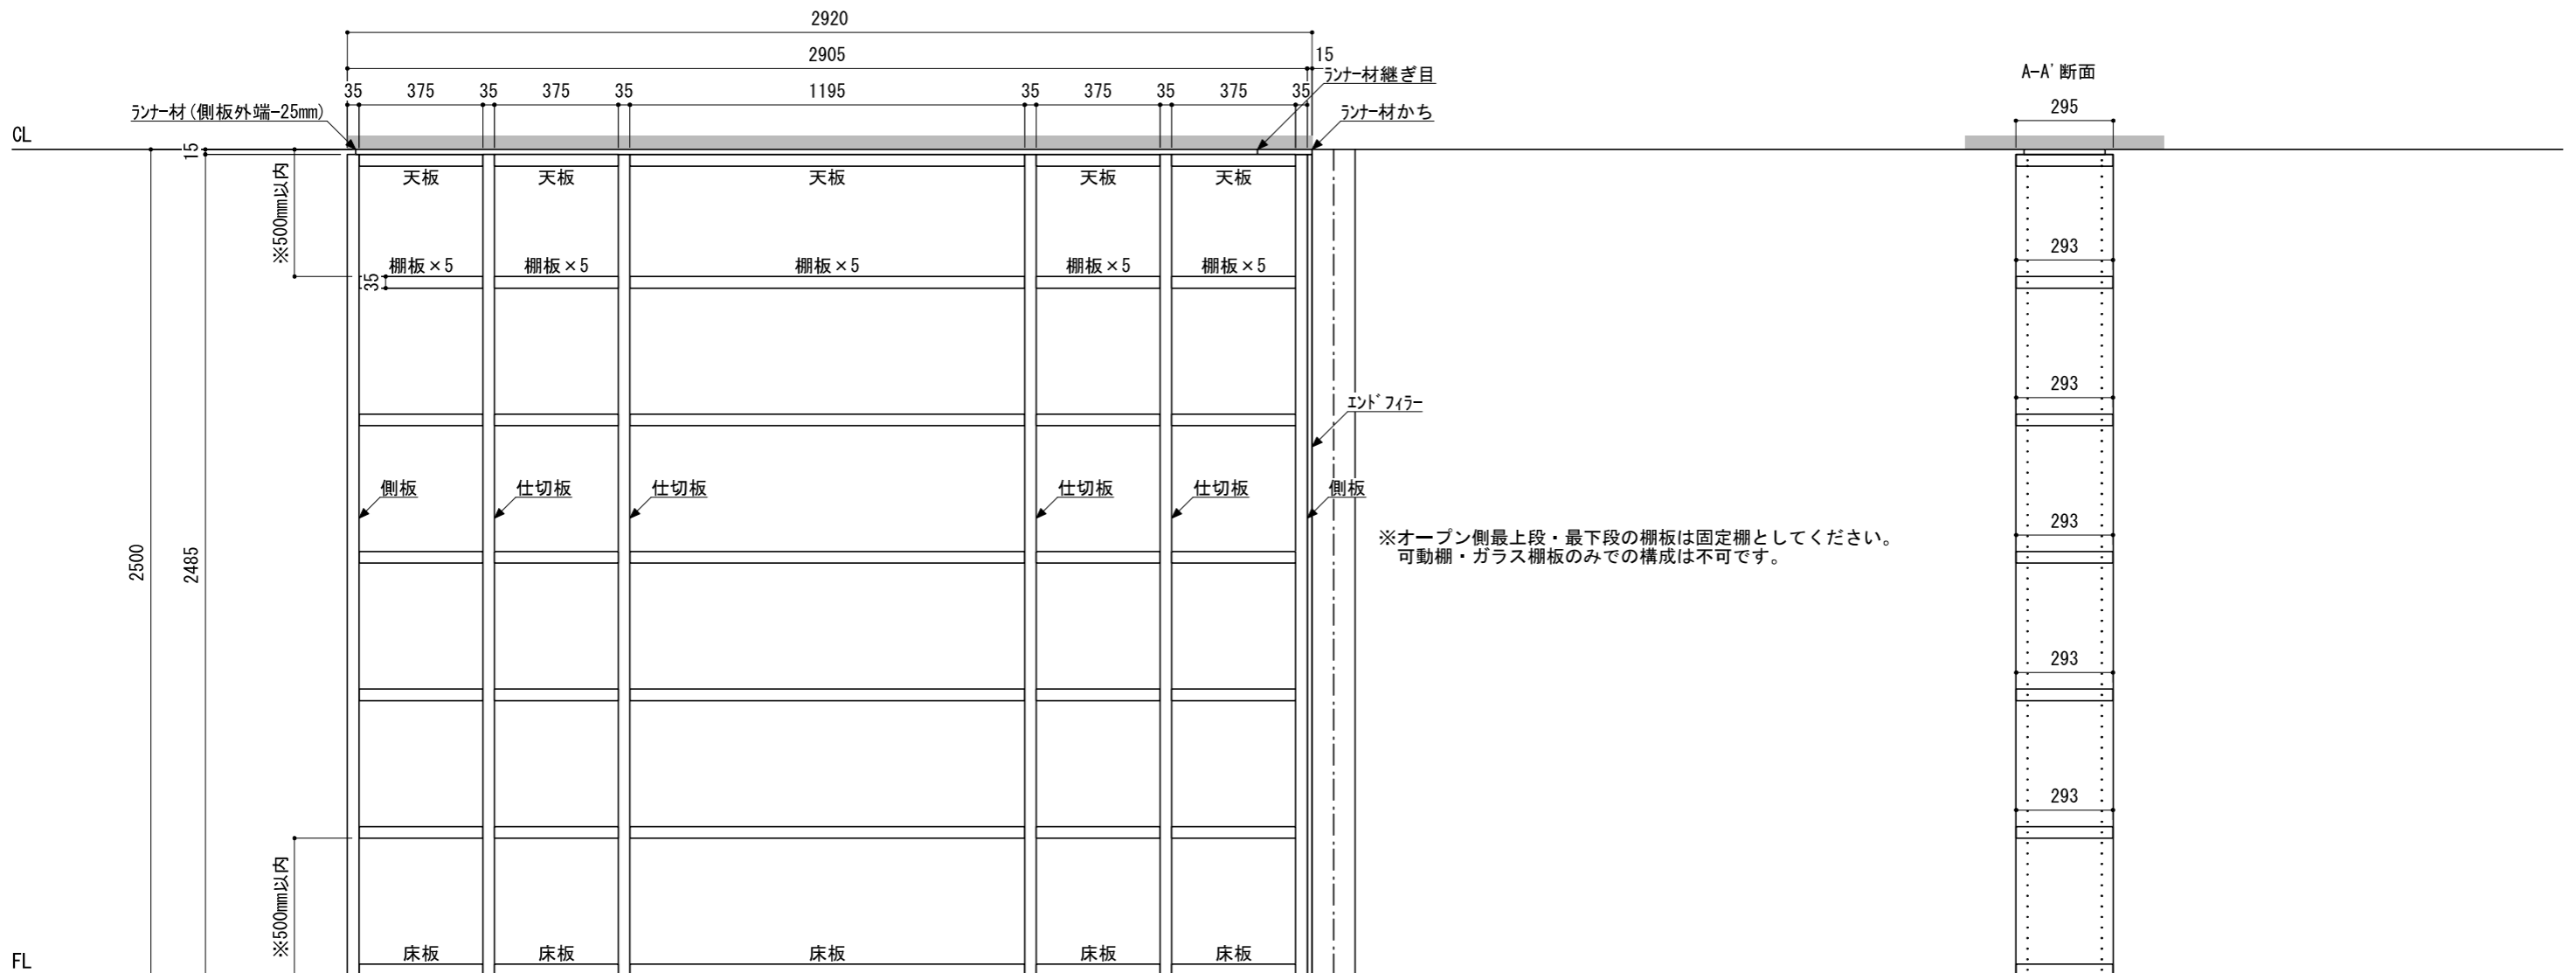 2920
2905 15
35 375 35 375 35 1195 35 375 35 375 35
ランナー材継ぎ目
ランナー材(側板外端-25mm)
ランナー材かち
A-A' 断面
295
CL
15
※500mm以内
天板 天板 天板 天板 天板
棚板×5 棚板×5 棚板×5 棚板×5 棚板×5
35
293
293
エンドフィラー
側板 仕切板 仕切板 仕切板 仕切板 側板
293
※オープン側最上段・最下段の棚板は固定棚としてください。
可動棚・ガラス棚板のみでの構成は不可です。
2500
2485
293
293
※500mm以内
床板 床板 床板 床板 床板
FL